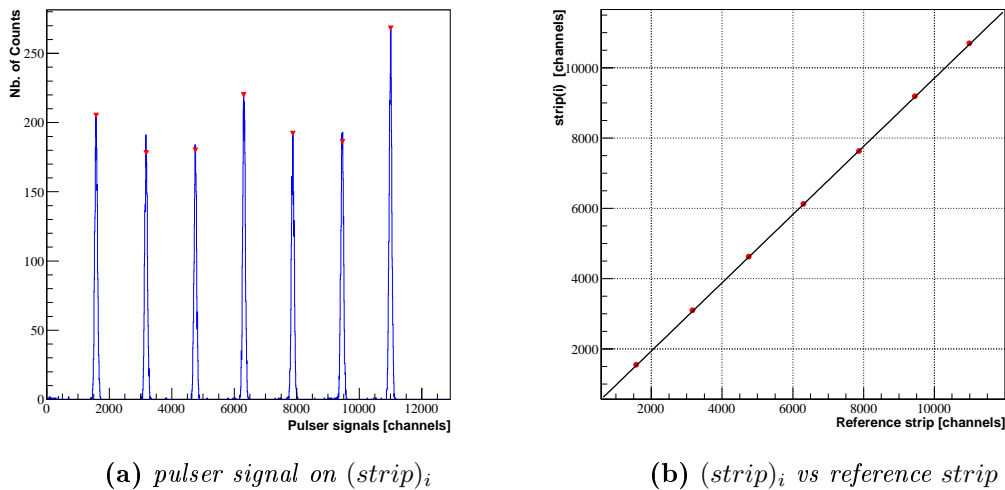 Nb. of Counts
250
200
150
100
50
0
0 2000 4000 6000 8000 10000 12000
Pulser signals [channels]
(a) pulser signal on (strip)i
strip(i) [channels]
10000
8000
6000
4000
2000
2000 4000 6000 8000 10000
Reference strip [channels]
(b) (strip)i vs reference strip